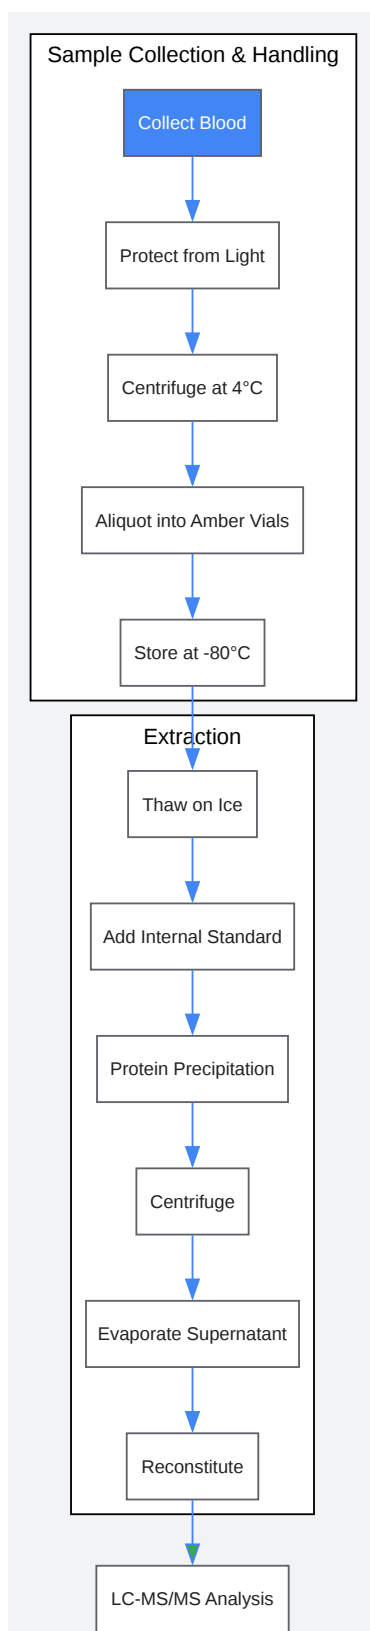 Sample Collection & Handling
Collect Blood
Protect from Light
Centrifuge at 4°C
Aliquot into Amber Vials
Store at -80°C
Extraction
Thaw on Ice
Add Internal Standard
Protein Precipitation
Centrifuge
Evaporate Supernatant
Reconstitute
LC-MS/MS Analysis